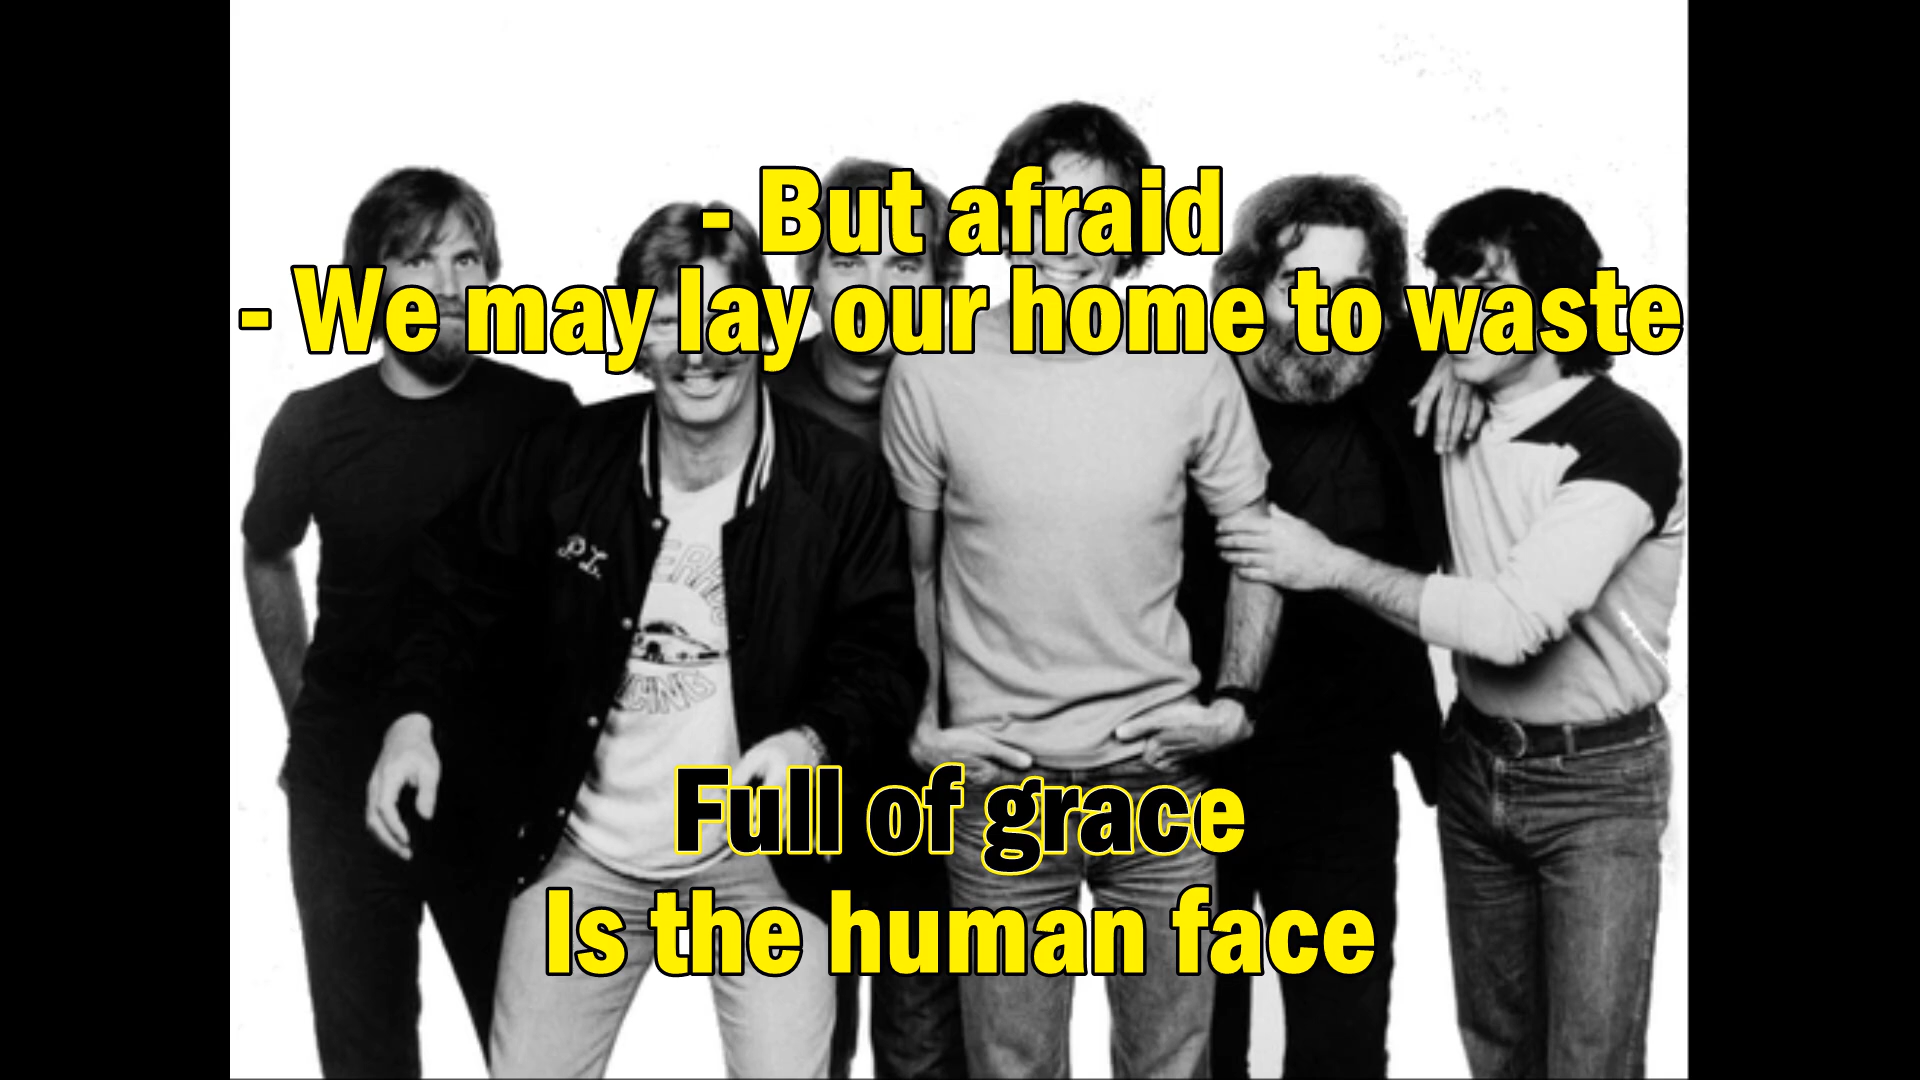 - But afraid
- We may lay our home to waste
P.L.
Full of grace
Is the human face